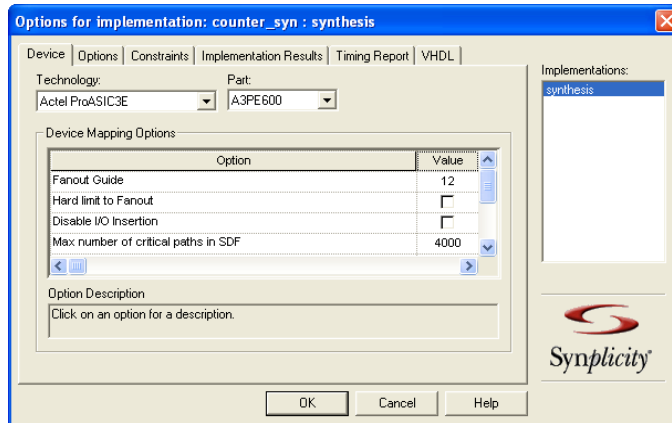 Options for implementation: counter_syn : synthesis
Device Options Constraints Implementation Results Timing Report VHDL
Technology: Part:
Actel ProASIC3E A3PE600
Device Mapping Options
Option Value
Fanout Guide 12
Hard limit to Fanout
Disable I/O Insertion
Max number of critical paths in SDF 4000
Option Description
Click on an option for a description.
Implementations:
synthesis
Synplicity®
OK Cancel Help